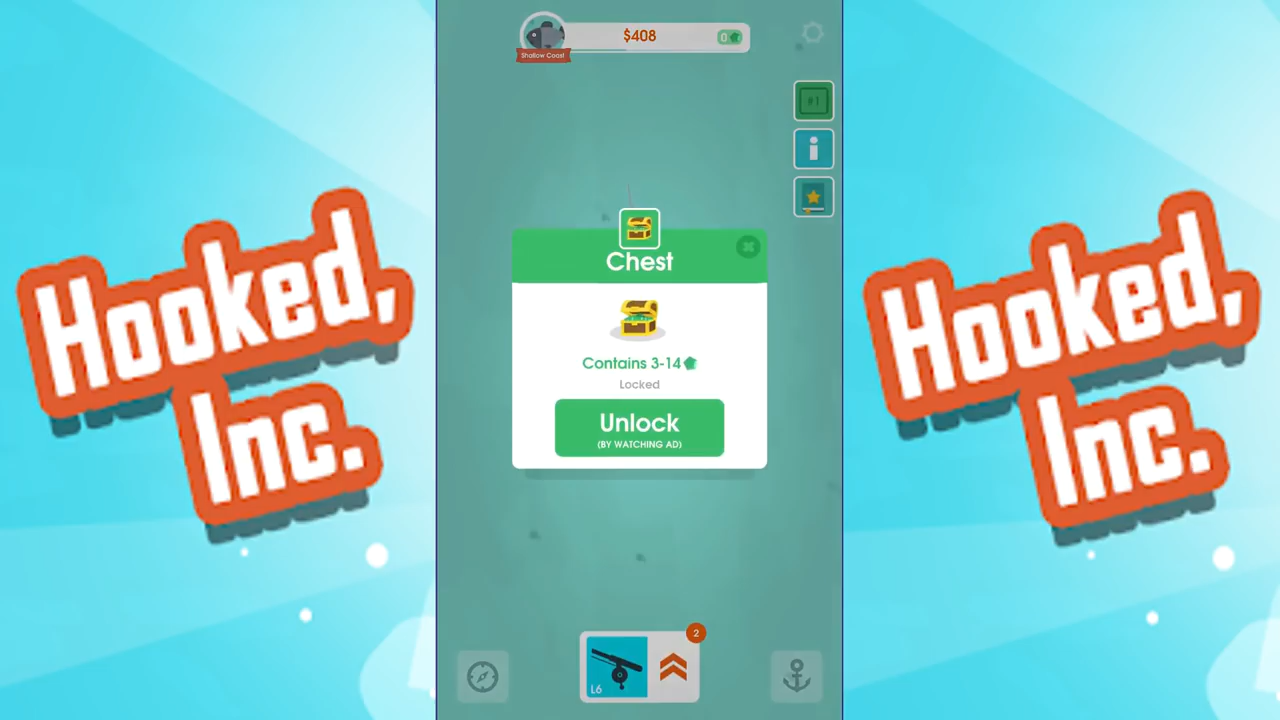 $408
0
Shallow Coast
#1
i
Chest
Contains 3-14
Locked
Unlock
(BY WATCHING AD)
2
L6
Hooked,
Inc.
Hooked,
Inc.